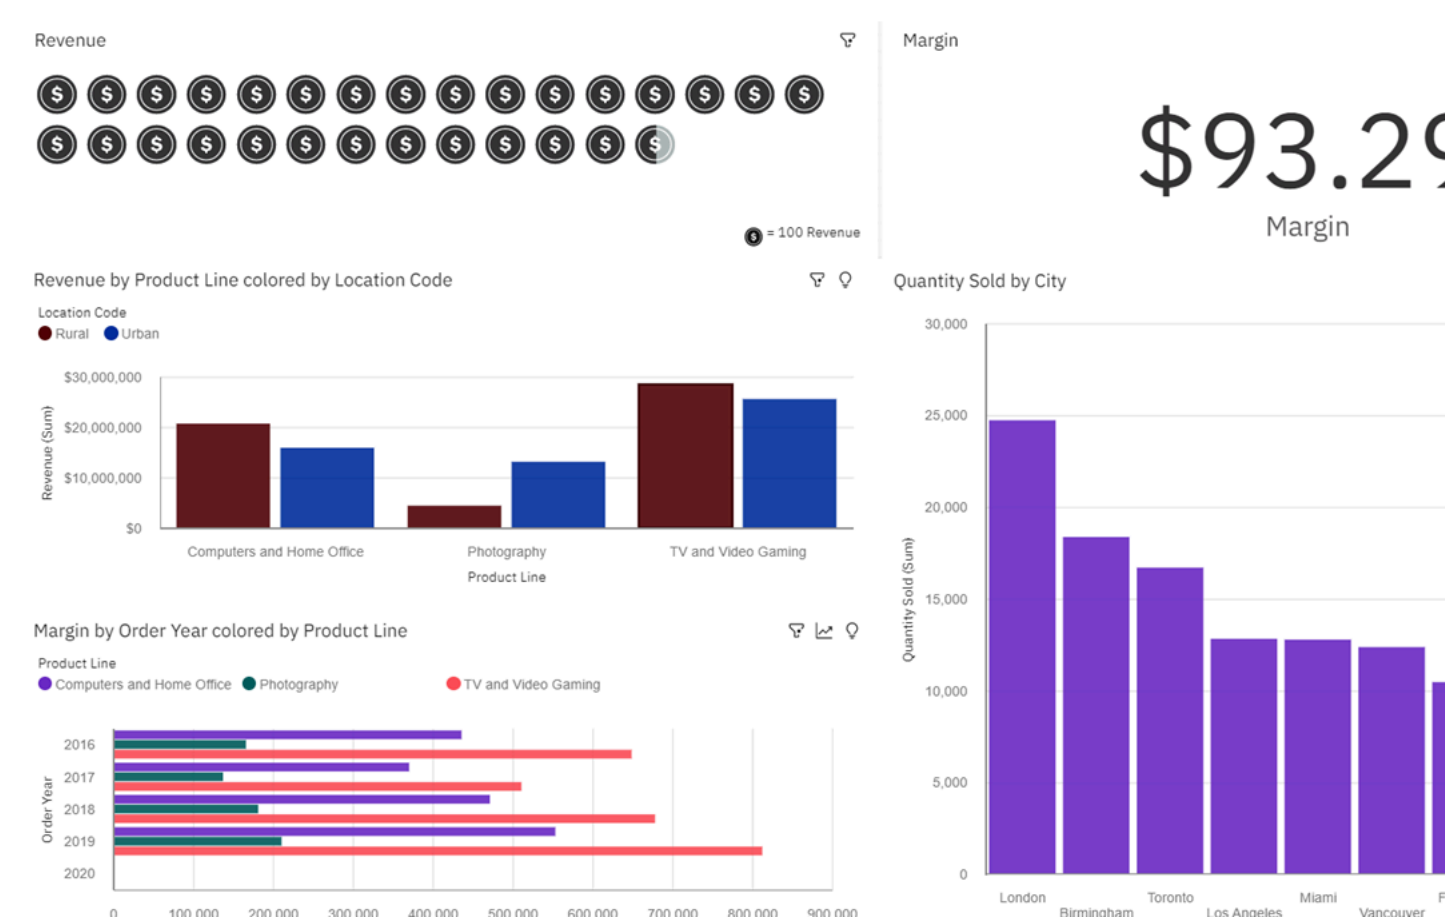 Revenue
$ $ $ $ $ $ $ $ $ $ $ $ $ $ $ $
$ $ $ $ $ $ $ $ $ $ $ $ $
$ = 100 Revenue
Margin
$93.29
Margin
Revenue by Product Line colored by Location Code
Location Code
Rural Urban
Revenue (Sum)
$30,000,000
$20,000,000
$10,000,000
$0
Computers and Home Office Photography TV and Video Gaming
Product Line
Margin by Order Year colored by Product Line
Product Line
Computers and Home Office Photography TV and Video Gaming
Order Year
2016
2017
2018
2019
2020
0 100,000 200,000 300,000 400,000 500,000 600,000 700,000 800,000 900,000
Quantity Sold by City
Quantity Sold (Sum)
30,000
25,000
20,000
15,000
10,000
5,000
0
London Toronto Miami
Birmingham Los Angeles Vancouver